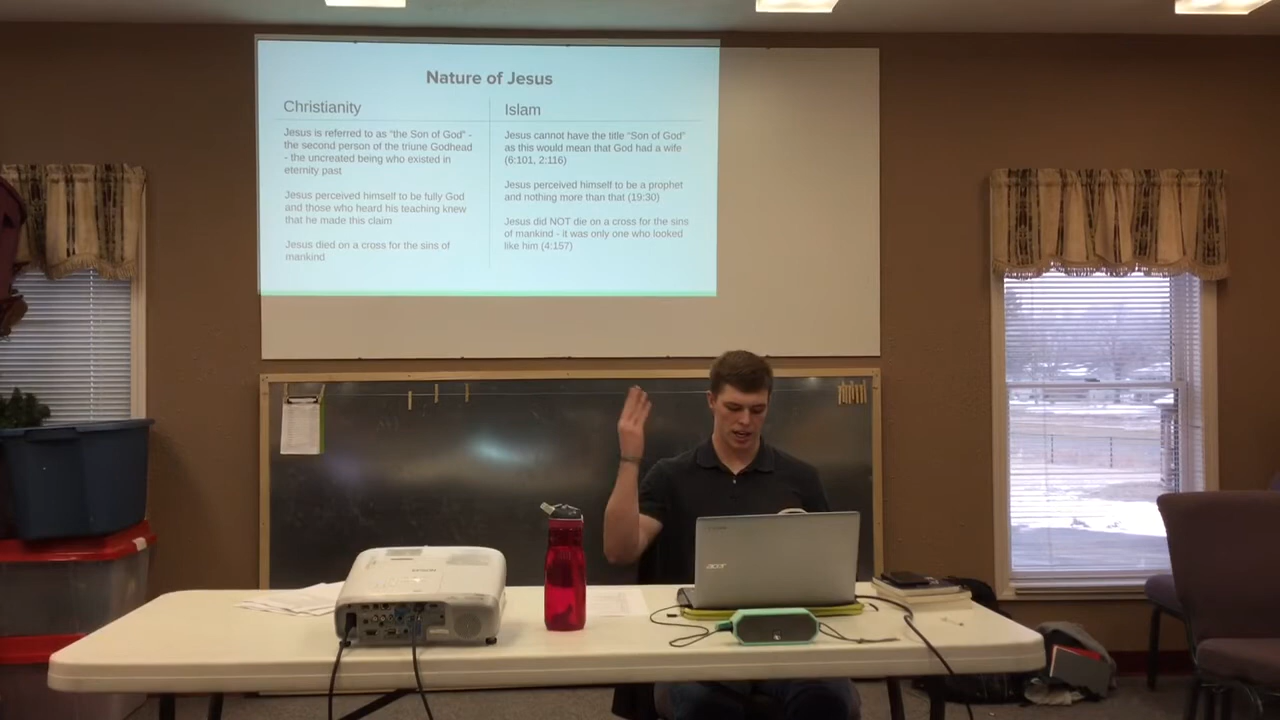 Nature of Jesus
Christianity
Jesus is referred to as "the Son of God" -
the second person of the triune Godhead
- the uncreated being who existed in
eternity past
Jesus perceived himself to be fully God
and those who heard his teaching knew
that he made this claim
Jesus died on a cross for the sins of
mankind
Islam
Jesus cannot have the title "Son of God"
as this would mean that God had a wife
(6:101, 2:116)
Jesus perceived himself to be a prophet
and nothing more than that (19:30)
Jesus did NOT die on a cross for the sins
of mankind - it was only one who looked
like him (4:157)
acer